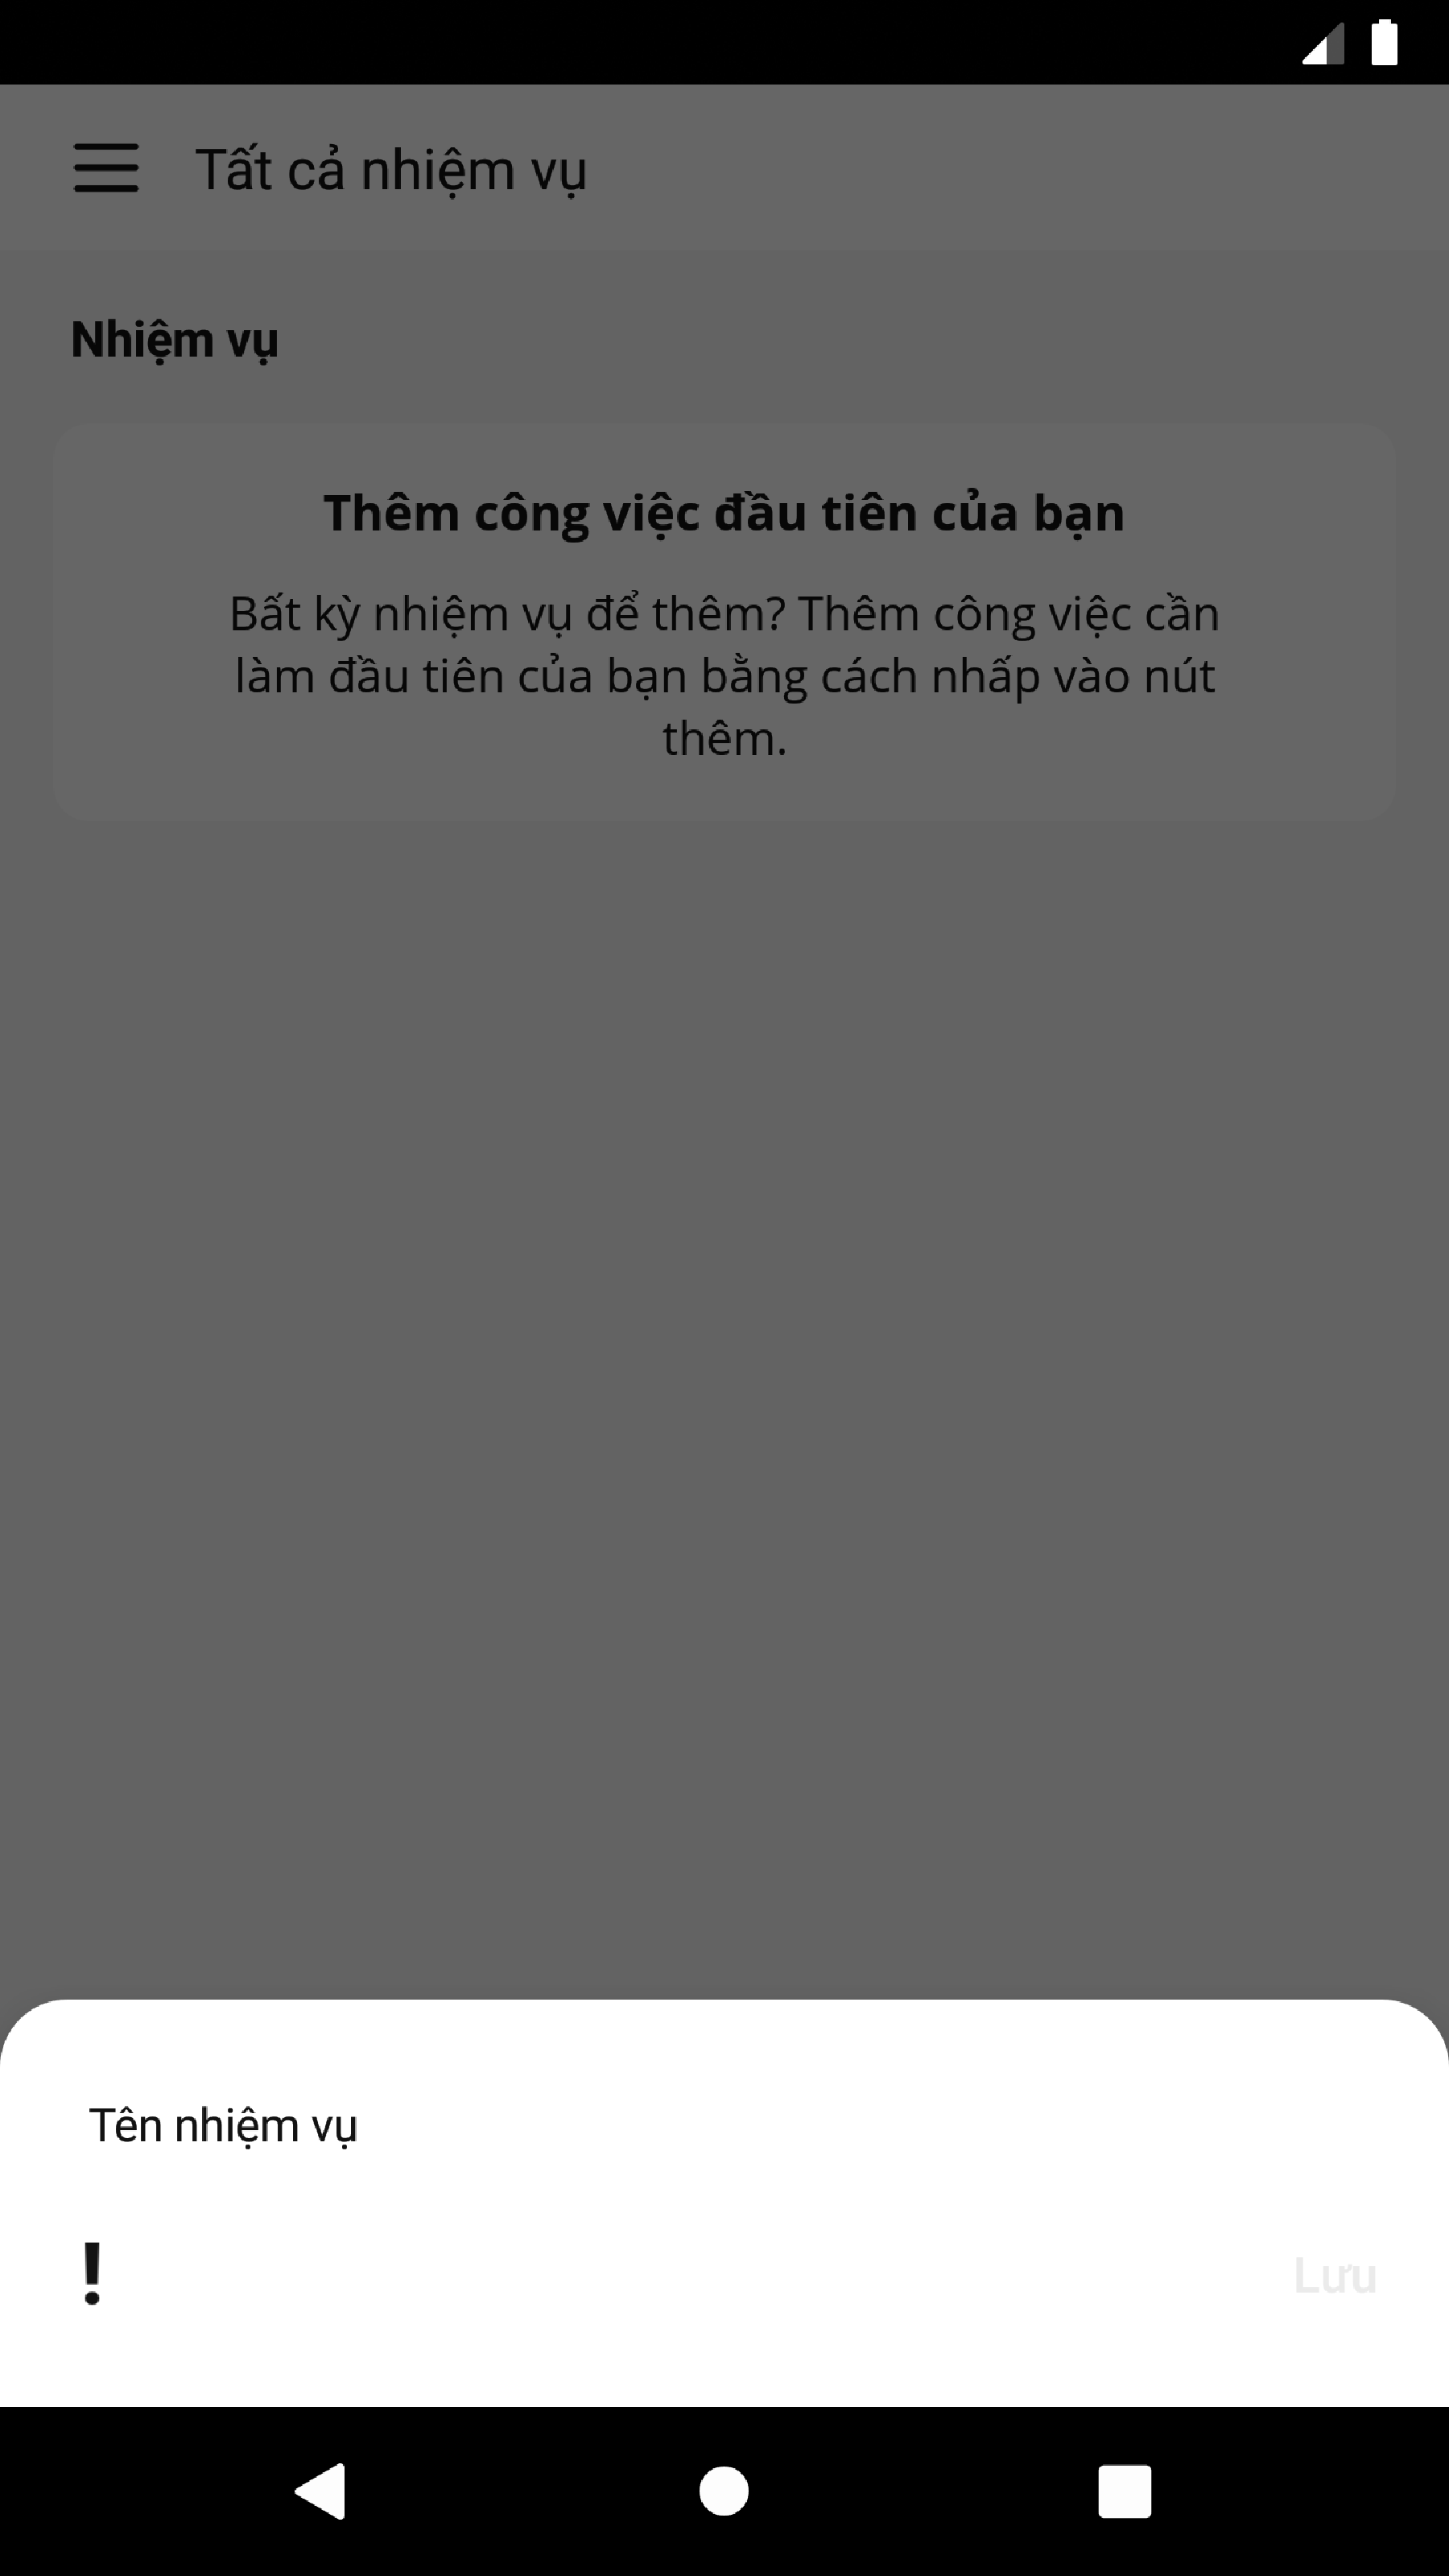 Tất cả nhiệm vụ
Nhiệm vụ
Thêm công việc đầu tiên của bạn
Bất kỳ nhiệm vụ để thêm? Thêm công việc cần
làm đầu tiên của bạn bằng cách nhấp vào nút
thêm.
Tên nhiệm vụ
Lưu